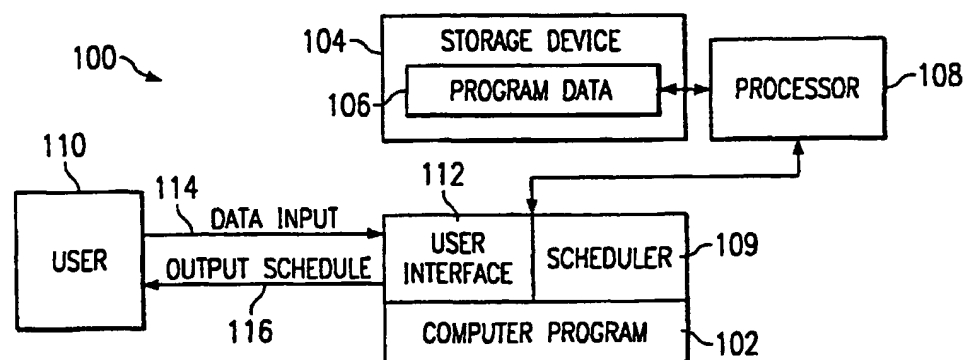 100
104
STORAGE DEVICE
106
PROGRAM DATA
PROCESSOR
108
110
USER
114
DATA INPUT
OUTPUT SCHEDULE
116
112
USER
INTERFACE
SCHEDULER
109
COMPUTER PROGRAM
102